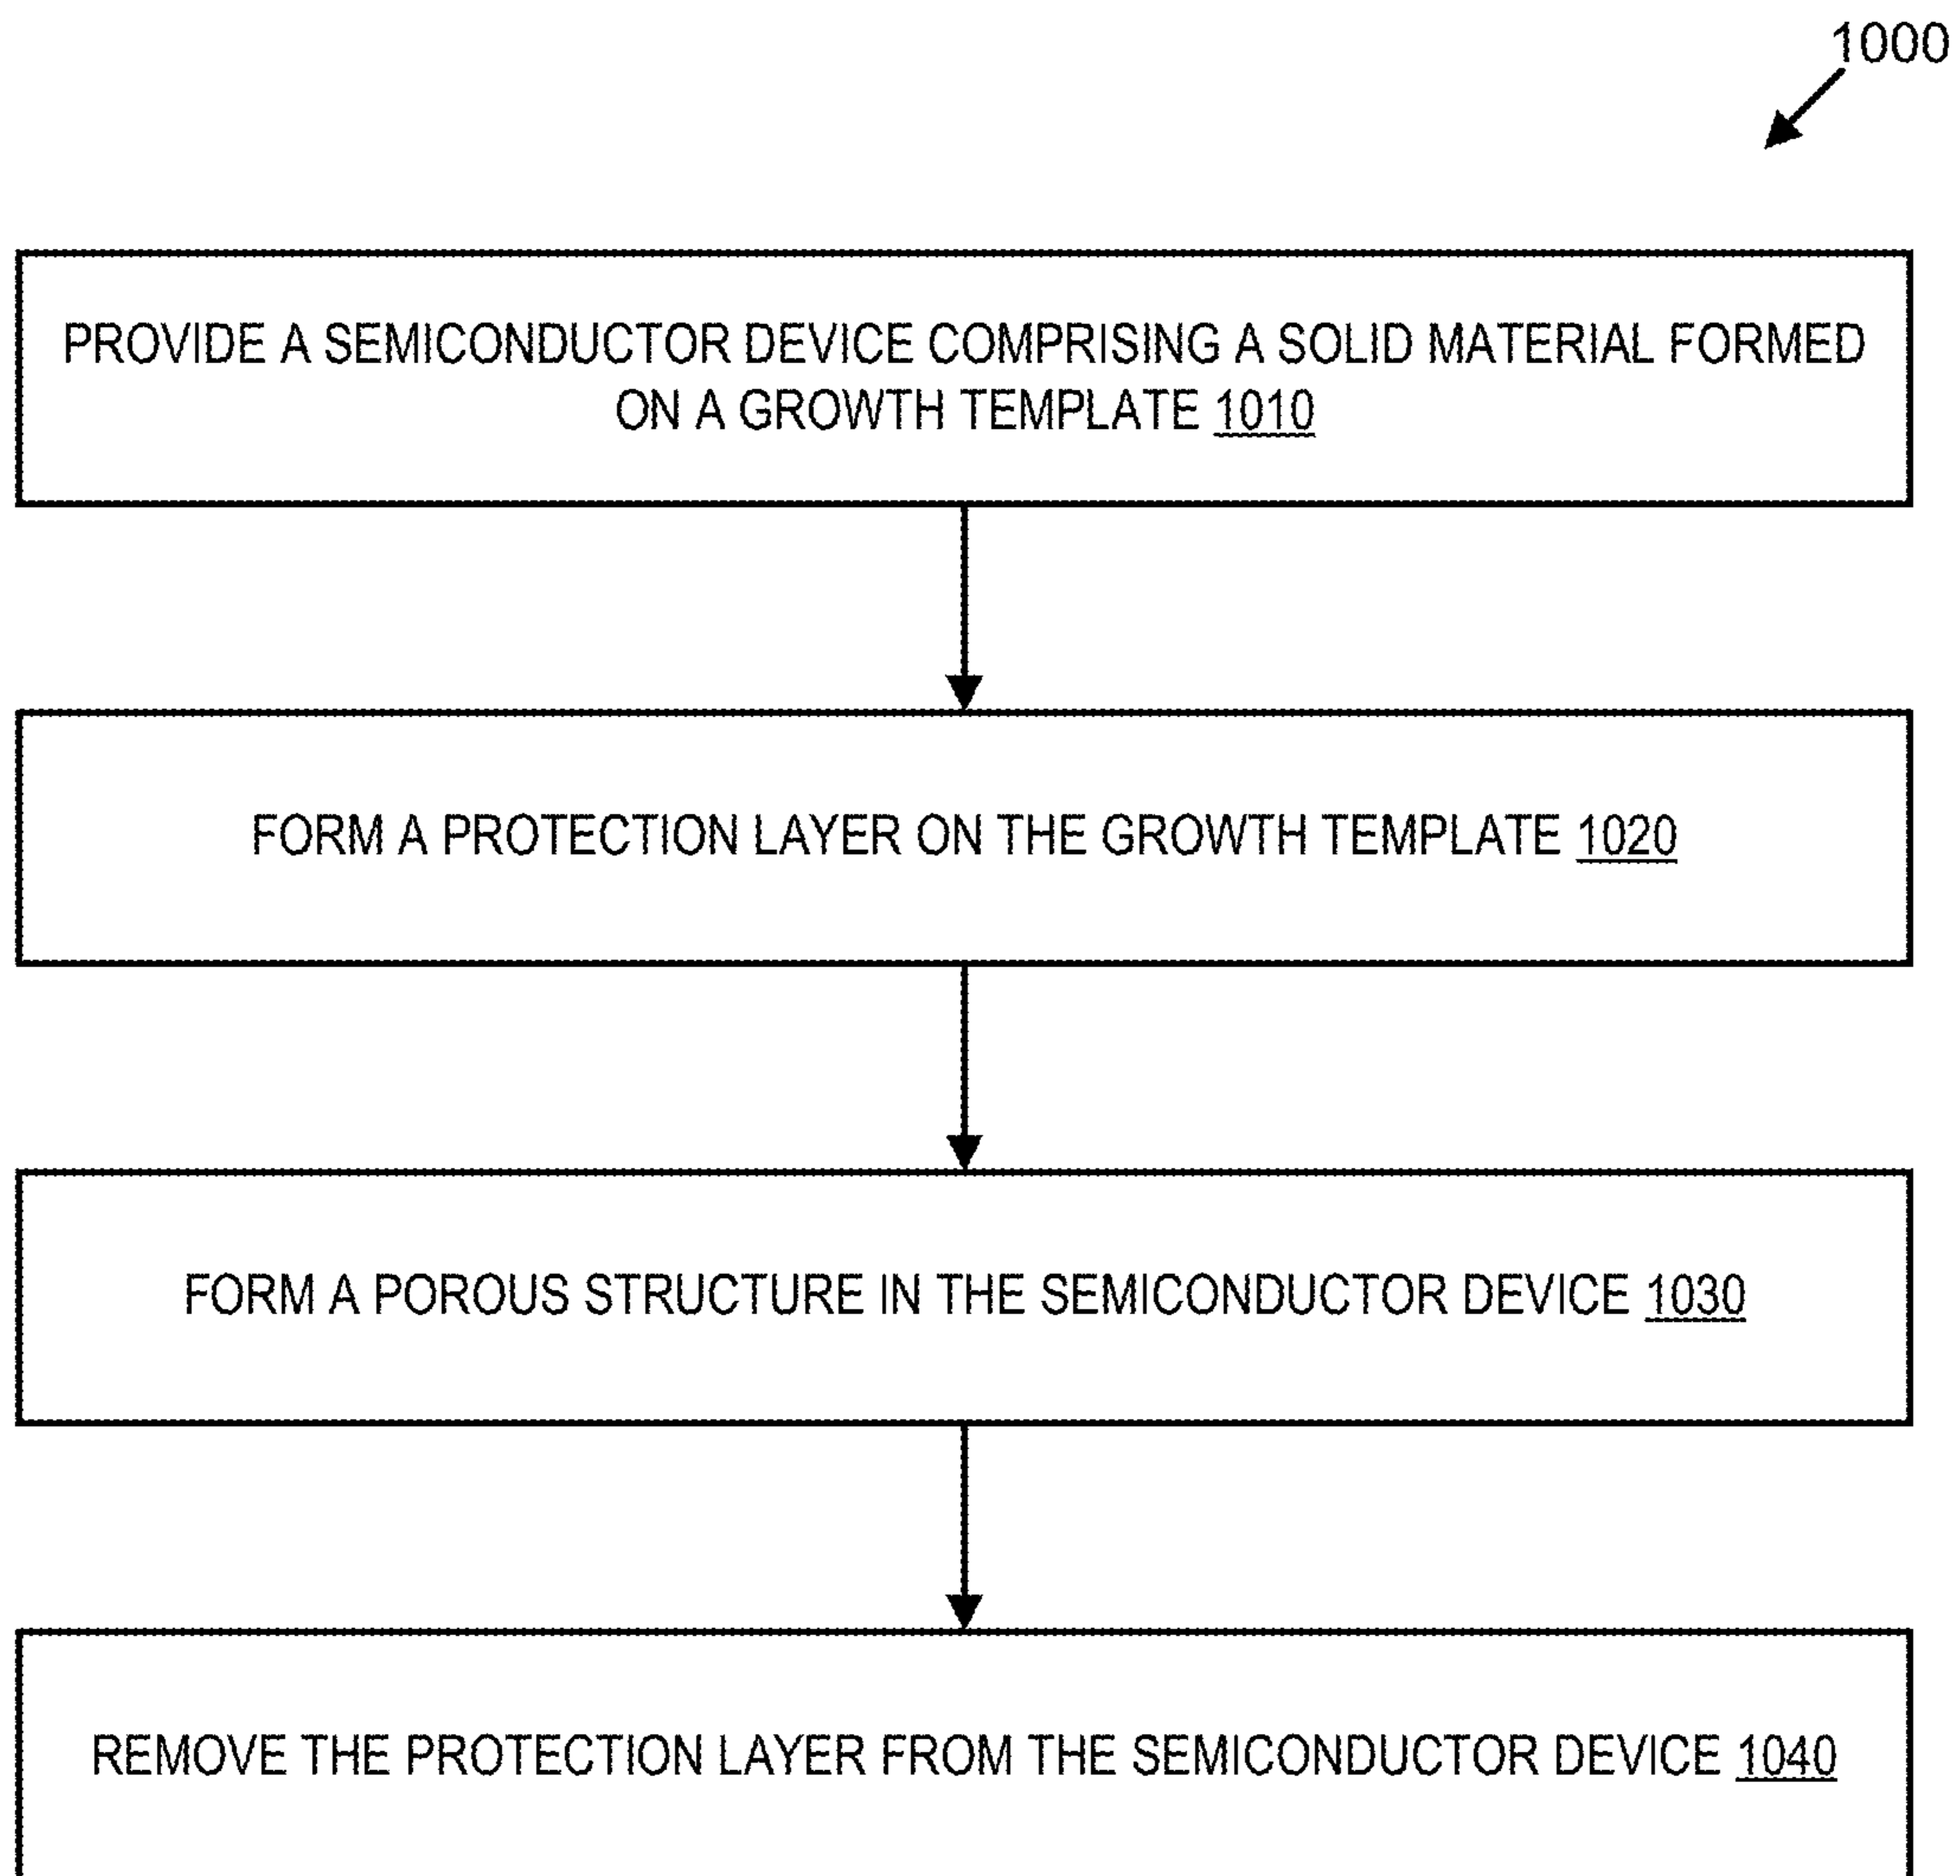 1000
PROVIDE A SEMICONDUCTOR DEVICE COMPRISING A SOLID MATERIAL FORMED
ON A GROWTH TEMPLATE 1010
FORM A PROTECTION LAYER ON THE GROWTH TEMPLATE 1020
FORM A POROUS STRUCTURE IN THE SEMICONDUCTOR DEVICE 1030
REMOVE THE PROTECTION LAYER FROM THE SEMICONDUCTOR DEVICE 1040